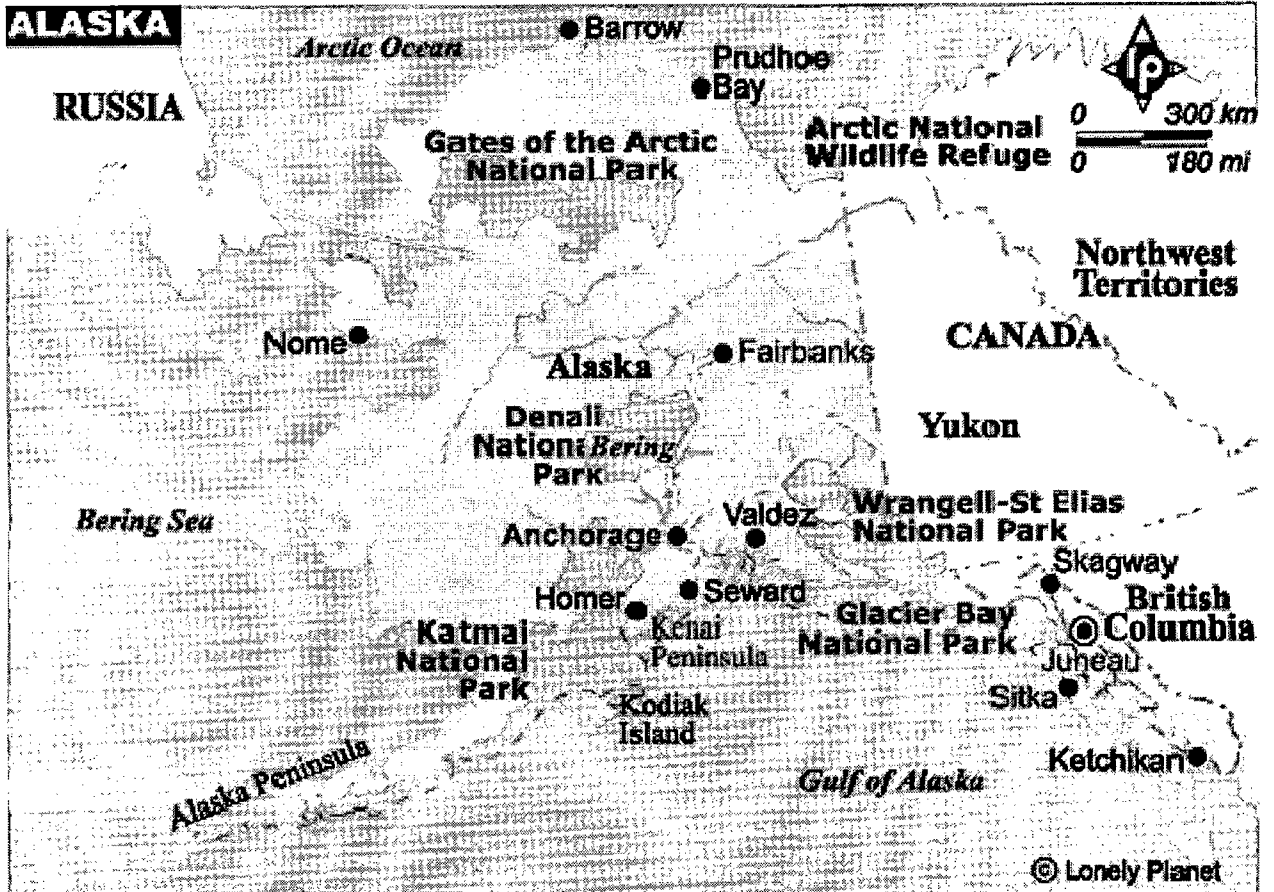 ALASKA
Arctic Ocean
Barrow
Prudhoe
Bay
RUSSIA
lp
0 300 km
0 180 mi
Gates of the Arctic
National Park
Arctic National
Wildlife Refuge
Northwest
Territories
CANADA
Nome
Fairbanks
Alaska
Yukon
Denali
Nationa
Bering
Park
Bering Sea
Anchorage
Valdez
Wrangell-St Elias
National Park
Skagway
Homer
Seward
Kenai
Peninsula
Glacier Bay
National Park
British
Columbia
Juneau
Sitka
Katmai
National
Park
Kodiak
Island
Alaska Peninsula
Gulf of Alaska
Ketchikan
© Lonely Planet